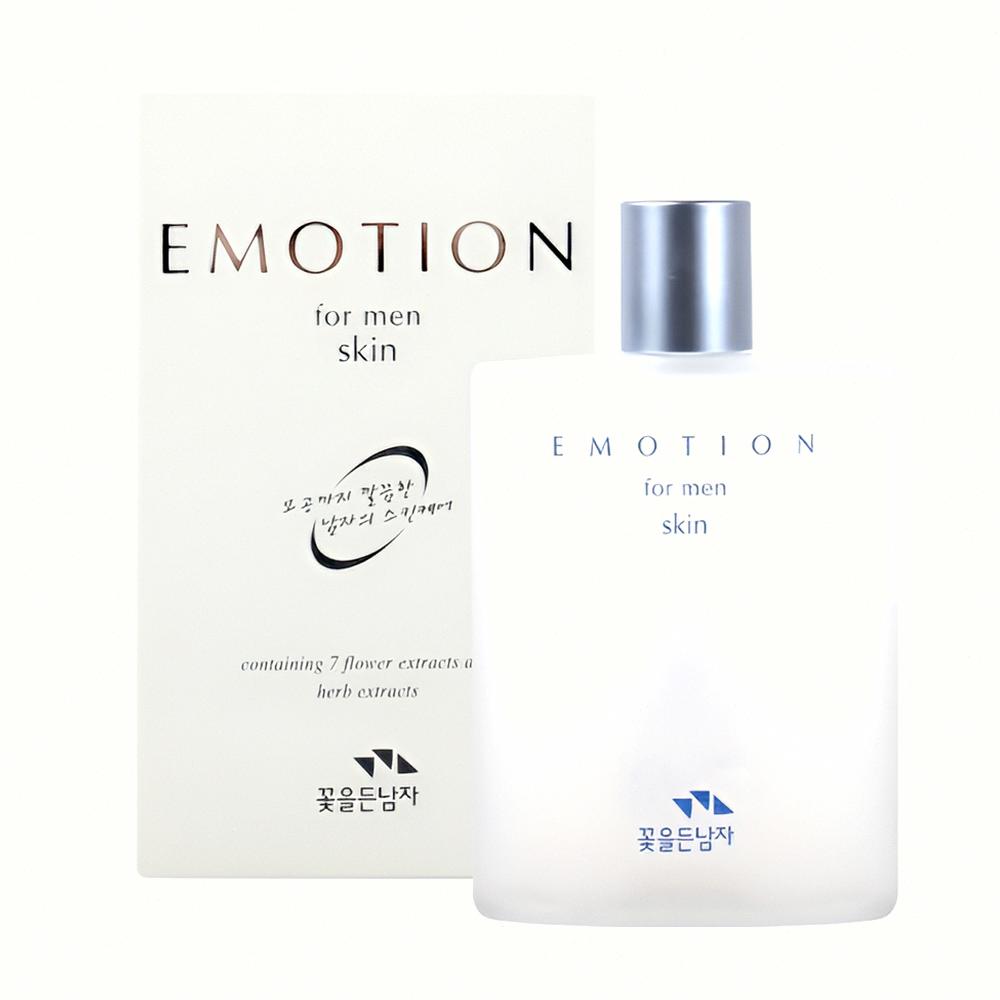 EMOTION
for men
skin
모공까지 깔끔한
남자의 스킨케어
containing 7 flower extracts a
herb extracts
꽃을든남자
EMOTION
for men
skin
꽃을든남자